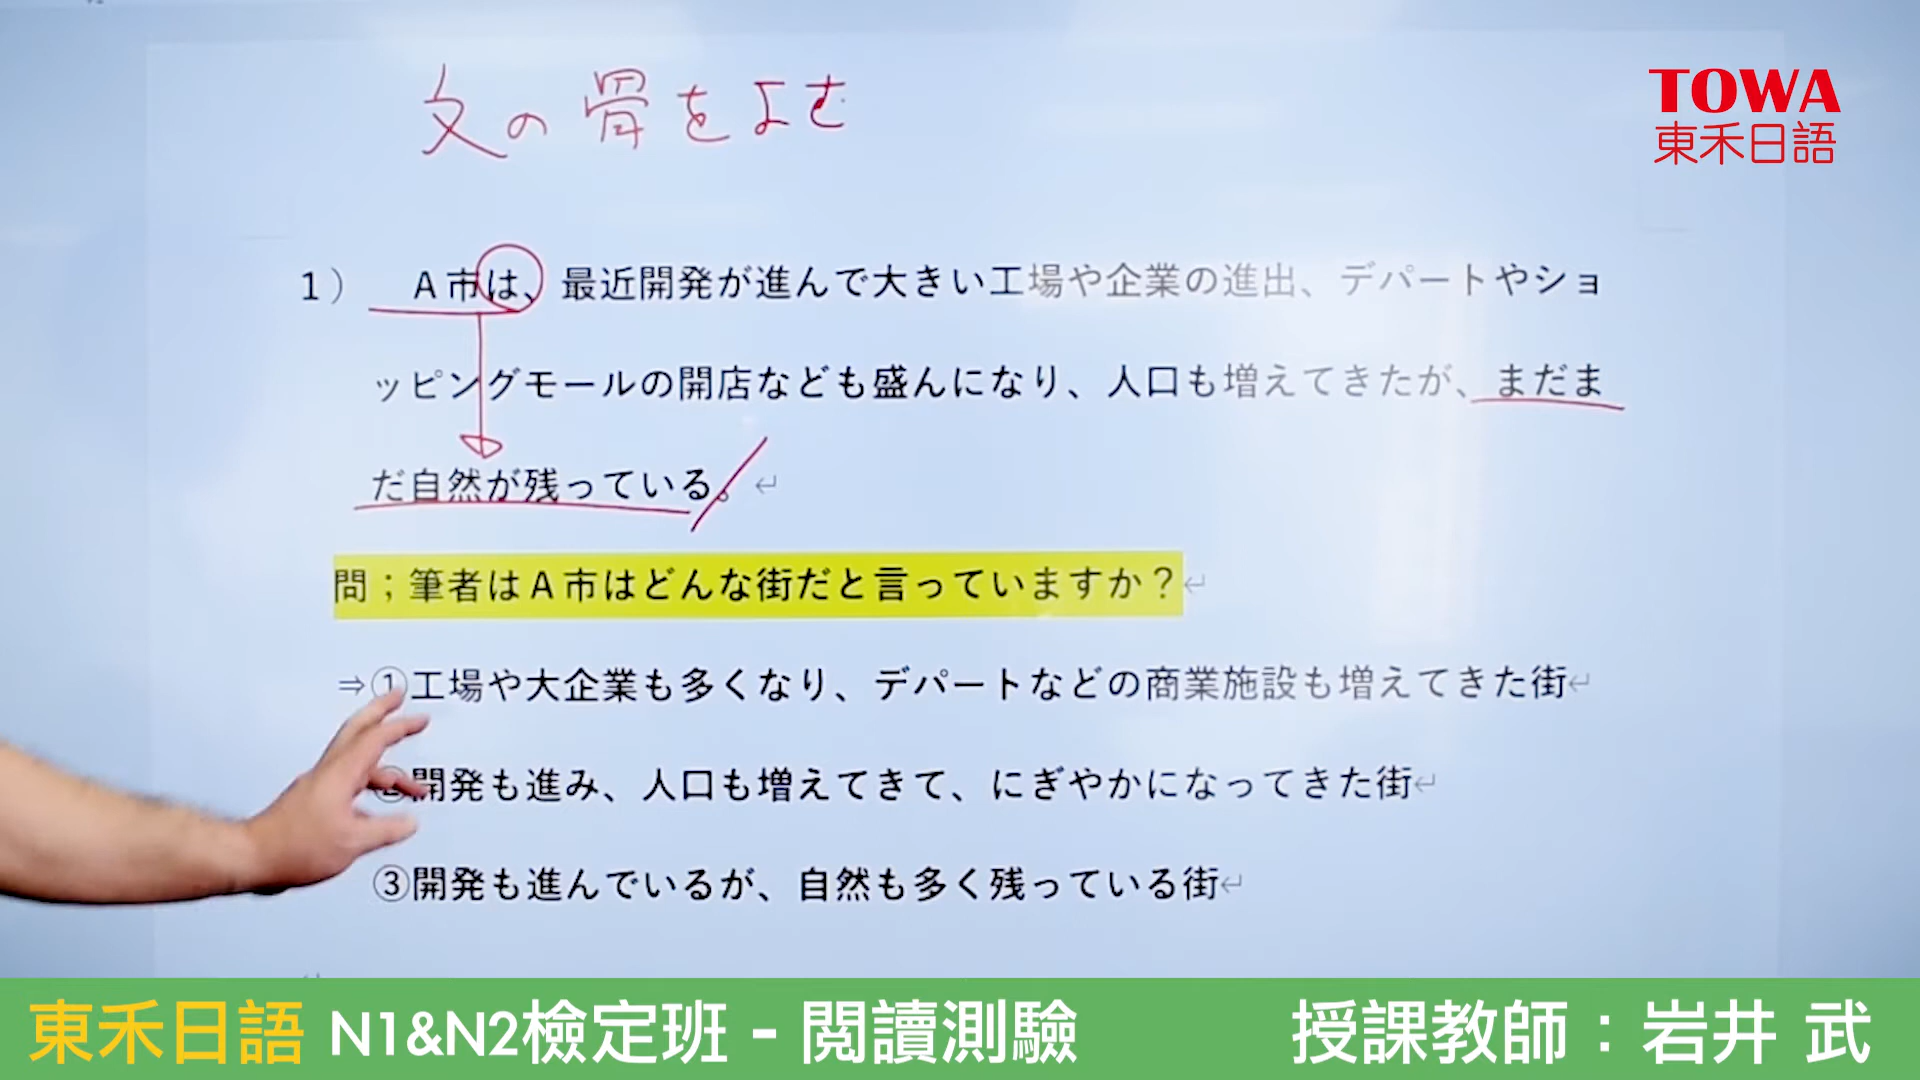 文の骨をよむ
TOWA
東禾日語
1）　A市は、最近開発が進んで大きい工場や企業の進出、デパートやショ
ッピングモールの開店なども盛んになり、人口も増えてきたが、まだま
だ自然が残っている。
問；筆者はA市はどんな街だと言っていますか？
⇒①工場や大企業も多くなり、デパートなどの商業施設も増えてきた街
②開発も進み、人口も増えてきて、にぎやかになってきた街
③開発も進んでいるが、自然も多く残っている街
東禾日語 N1&N2檢定班 - 閱讀測驗　授課教師：岩井 武